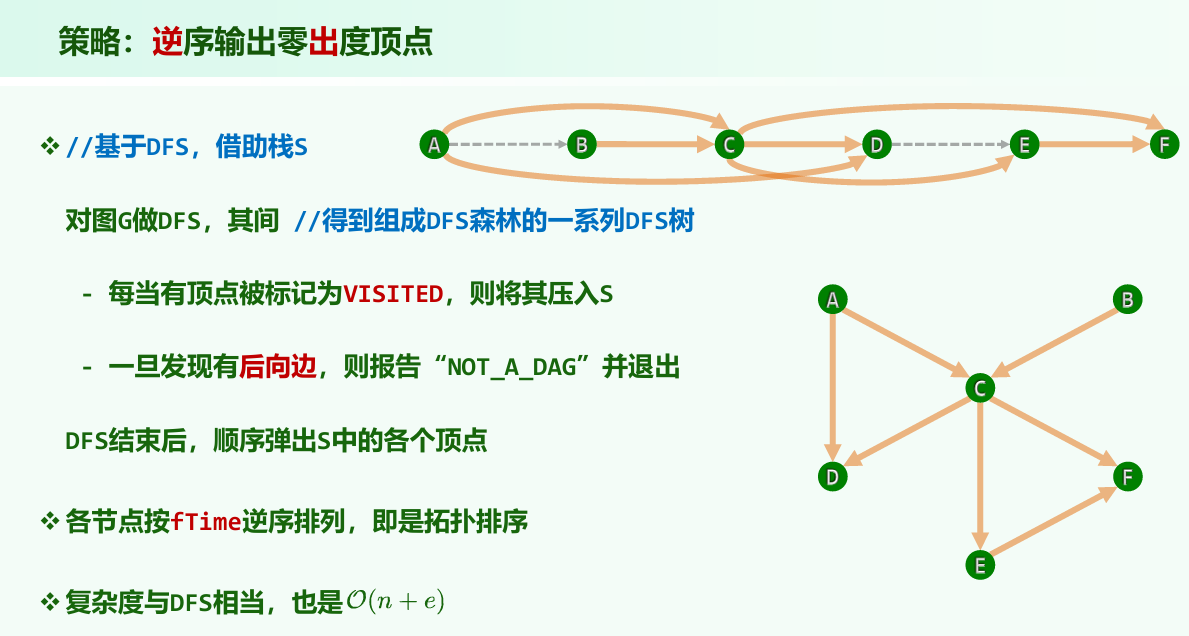 策略：逆序输出零出度顶点
❖ //基于DFS，借助栈S
A B C D E F
对图G做DFS，其间 //得到组成DFS森林的一系列DFS树
- 每当有顶点被标记为VISITED，则将其压入S
A B
- 一旦发现有后向边，则报告“NOT_A_DAG”并退出
C
DFS结束后，顺序弹出S中的各个顶点
D F
❖ 各节点按fTime逆序排列，即是拓扑排序
E
❖ 复杂度与DFS相当，也是O(n + e)